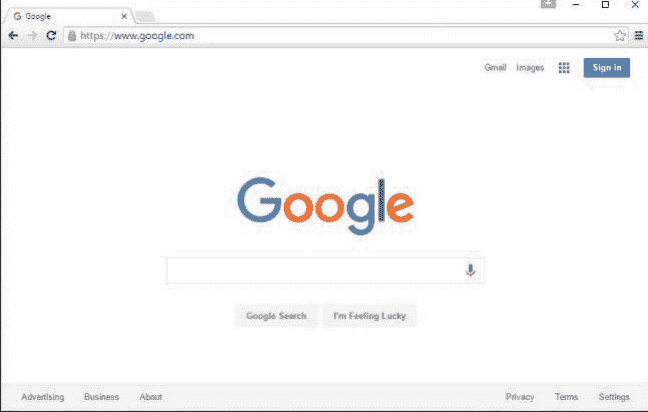 Google
https://www.google.com
Gmail Images Sign in
Google
Google Search I'm Feeling Lucky
Advertising Business About Privacy Terms Settings